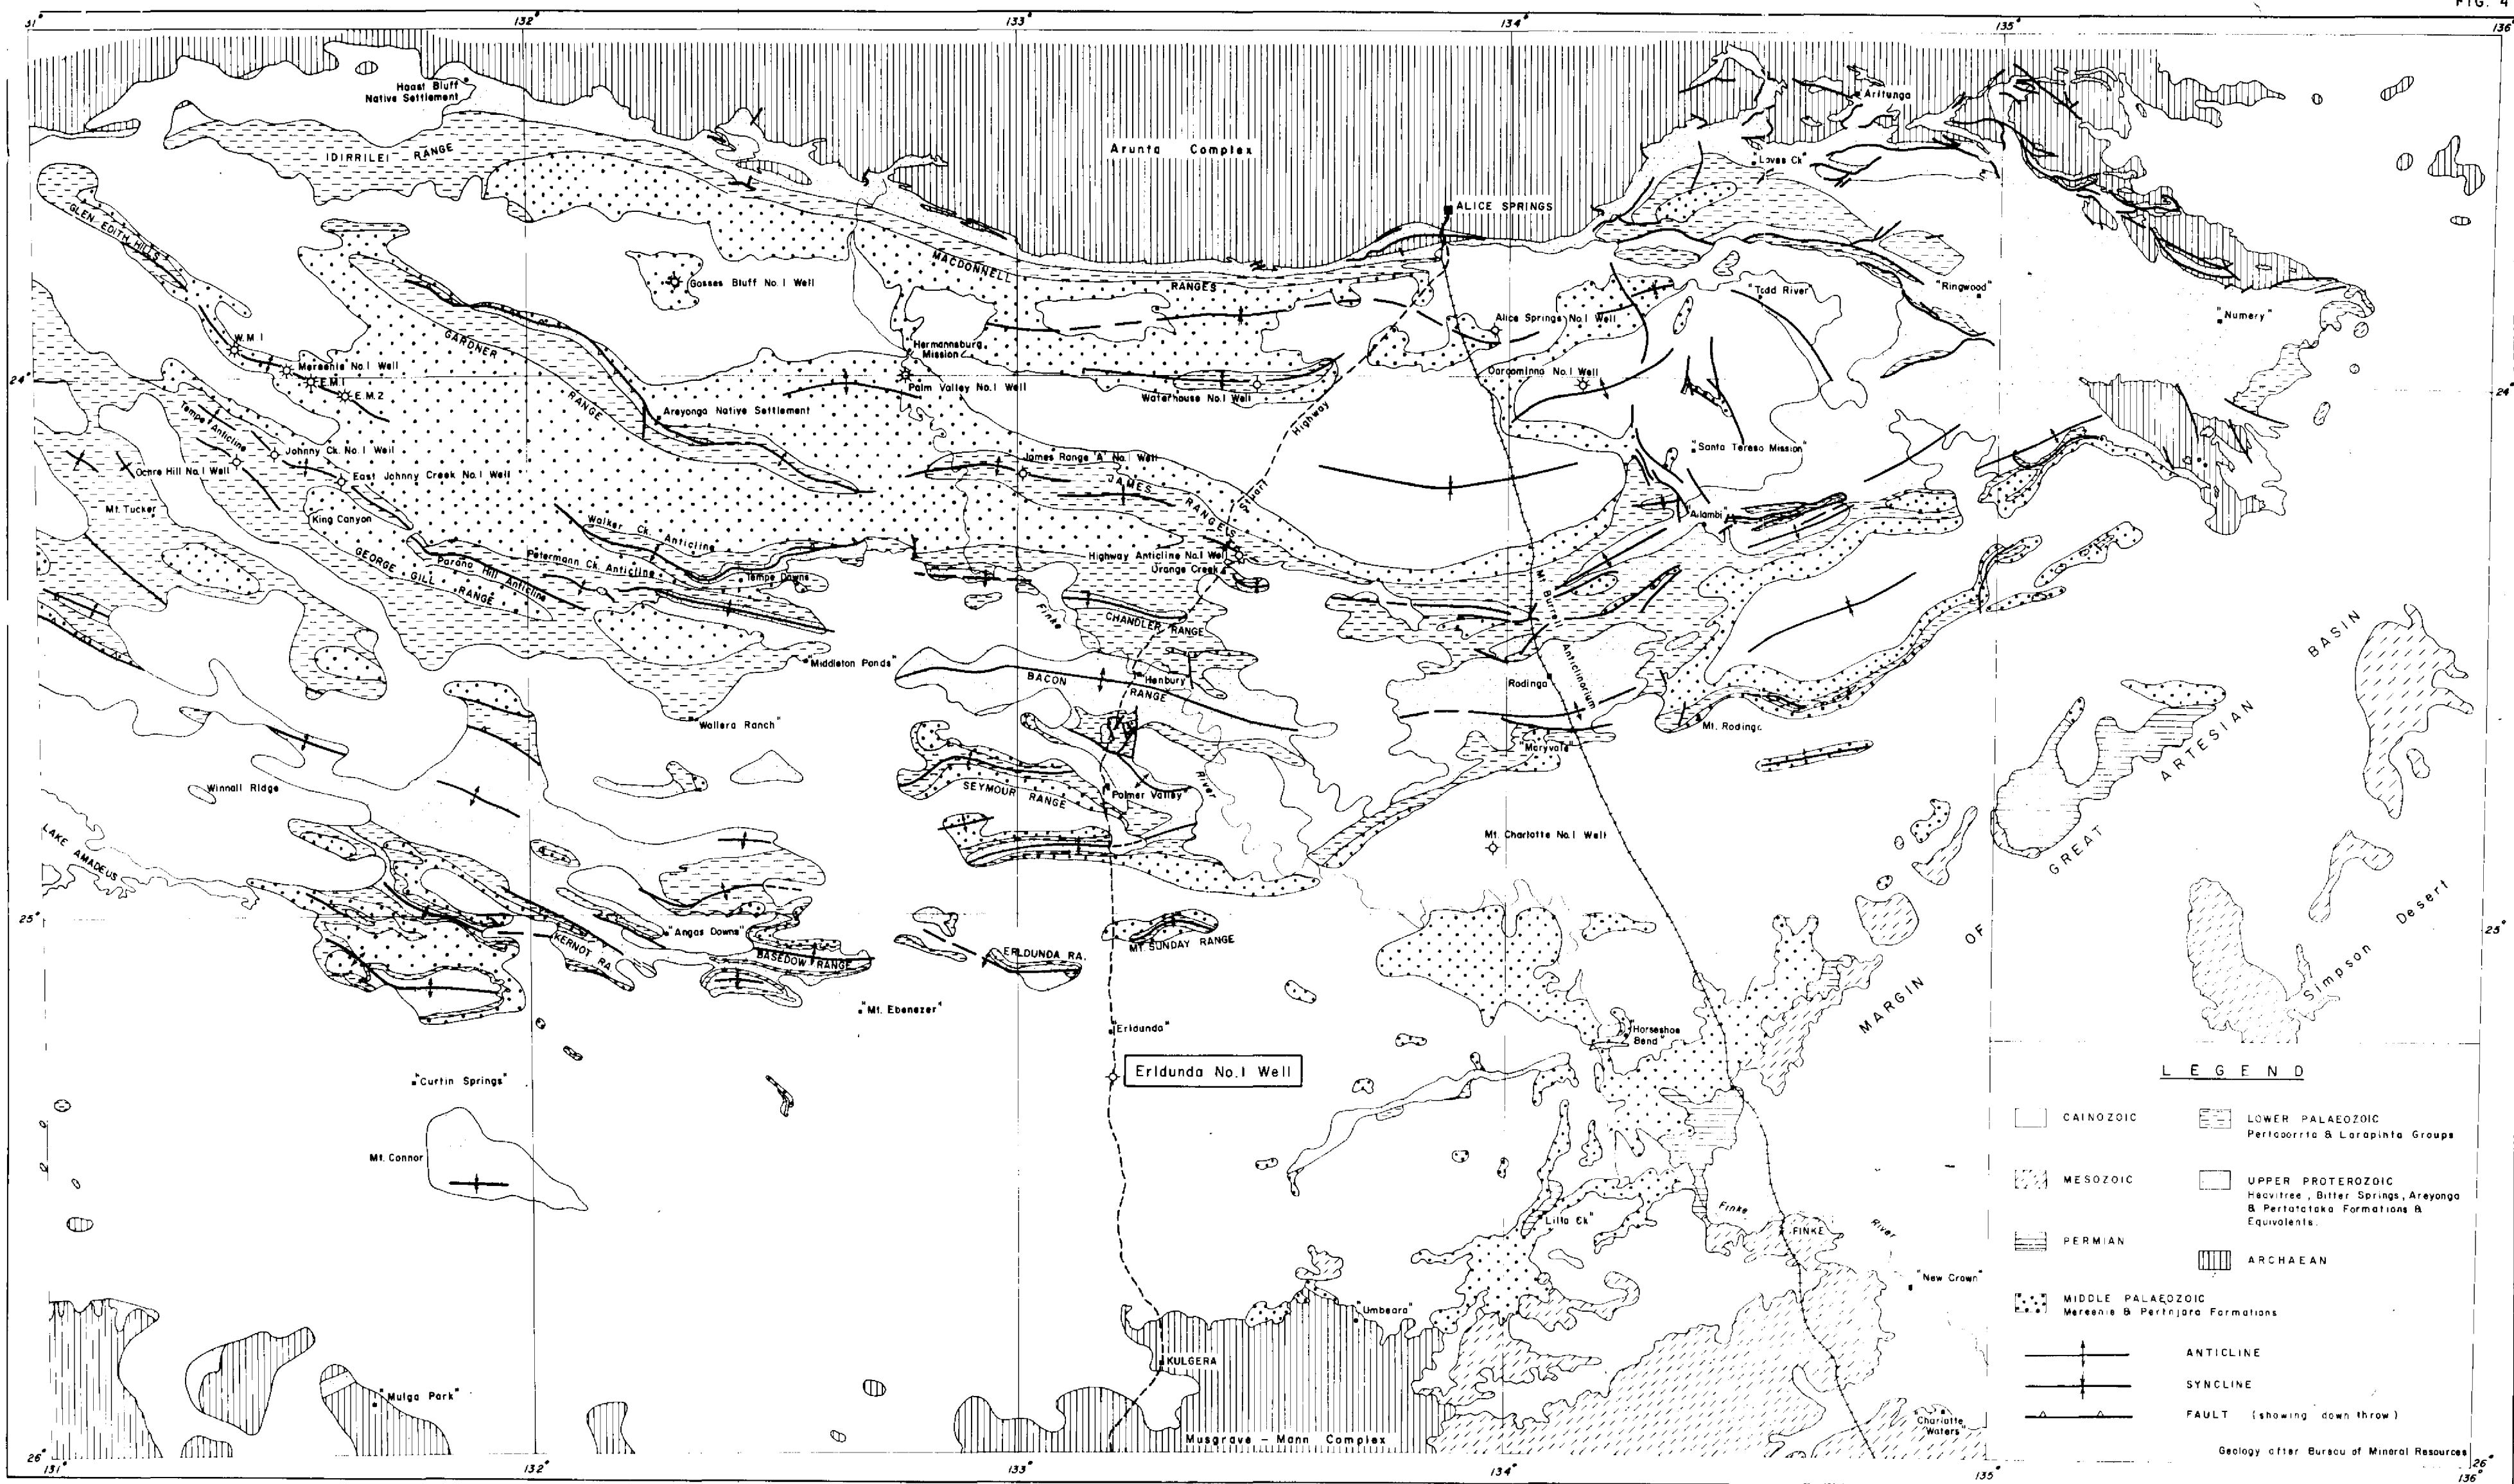 FIG. 4
31°
132°
133°
134°
135°
136°
Haast Bluff
Native Settlement
Arltunga
IDIRRILEI RANGE
Arunta Complex
Loves Ck"
ALICE SPRINGS
GLEN EDITH HILLS
MACDONNELL
RANGES
Gosses Bluff No.1 Well
"Todd River"
"Ringwood"
"Numery"
Alice Springs No.1 Well
W.M.1
GARDNER
RANGE
"Hermannsburg
Mission"
Mereenie No.1 Well
E.M.1
E.M.2
24°
24°
Palm Valley No.1 Well
Waterhouse No.1 Well
Ooraminna No.1 Well
Areyonga Native Settlement
Tempe Anticline
Stuart
Highway
Johnny Ck. No.1 Well
Ochre Hill No.1 Well
East Johnny Creek No.1 Well
James Range 'A' No.1 Well
JAMES
RANGES
"Santa Teresa Mission"
Mt. Tucker
King Canyon
"Allambi"
Walker Ck. Anticline
Petermann Ck. Anticline
Parana Hill Anticline
"Tempe Downs"
GEORGE GILL RANGE
Highway Anticline No.1 Well
Orange Creek
Finke
CHANDLER RANGE
Mt. Burrell
Anticlinorium
"Middleton Ponds"
BACON
RANGE
"Henbury"
Rodinga
Mt. Rodinga
"Maryvale"
"Wallera Ranch"
Winnall Ridge
SEYMOUR RANGE
"Palmer Valley"
River
Mt. Charlotte No.1 Well
LAKE AMADEUS
MARGIN OF GREAT ARTESIAN BASIN
Simpson Desert
25°
25°
"Angas Downs"
KERNOT RA.
BASEDOW RANGE
ERLDUNDA RA.
MT. SUNDAY RANGE
"Mt. Ebenezer"
"Erldunda"
"Horseshoe
Bend"
Erldunda No.1 Well
"Curtin Springs"
Mt. Connor
"Lilla Ck"
Finke
River
FINKE
"New Crown"
"Umbeara"
KULGERA
"Mulga Park"
Musgrave – Mann Complex
"Charlotte
Waters"
LEGEND
CAINOZOIC
MESOZOIC
PERMIAN
MIDDLE PALAEOZOIC
Mereenie & Pertnjara Formations
LOWER PALAEOZOIC
Pertaoorrta & Larapinta Groups
UPPER PROTEROZOIC
Heavitree, Bitter Springs, Areyonga
& Pertatataka Formations &
Equivalents.
ARCHAEAN
ANTICLINE
SYNCLINE
FAULT (showing down throw)
Geology after Bureau of Mineral Resources
26°
26°
131°
132°
133°
134°
135°
136°